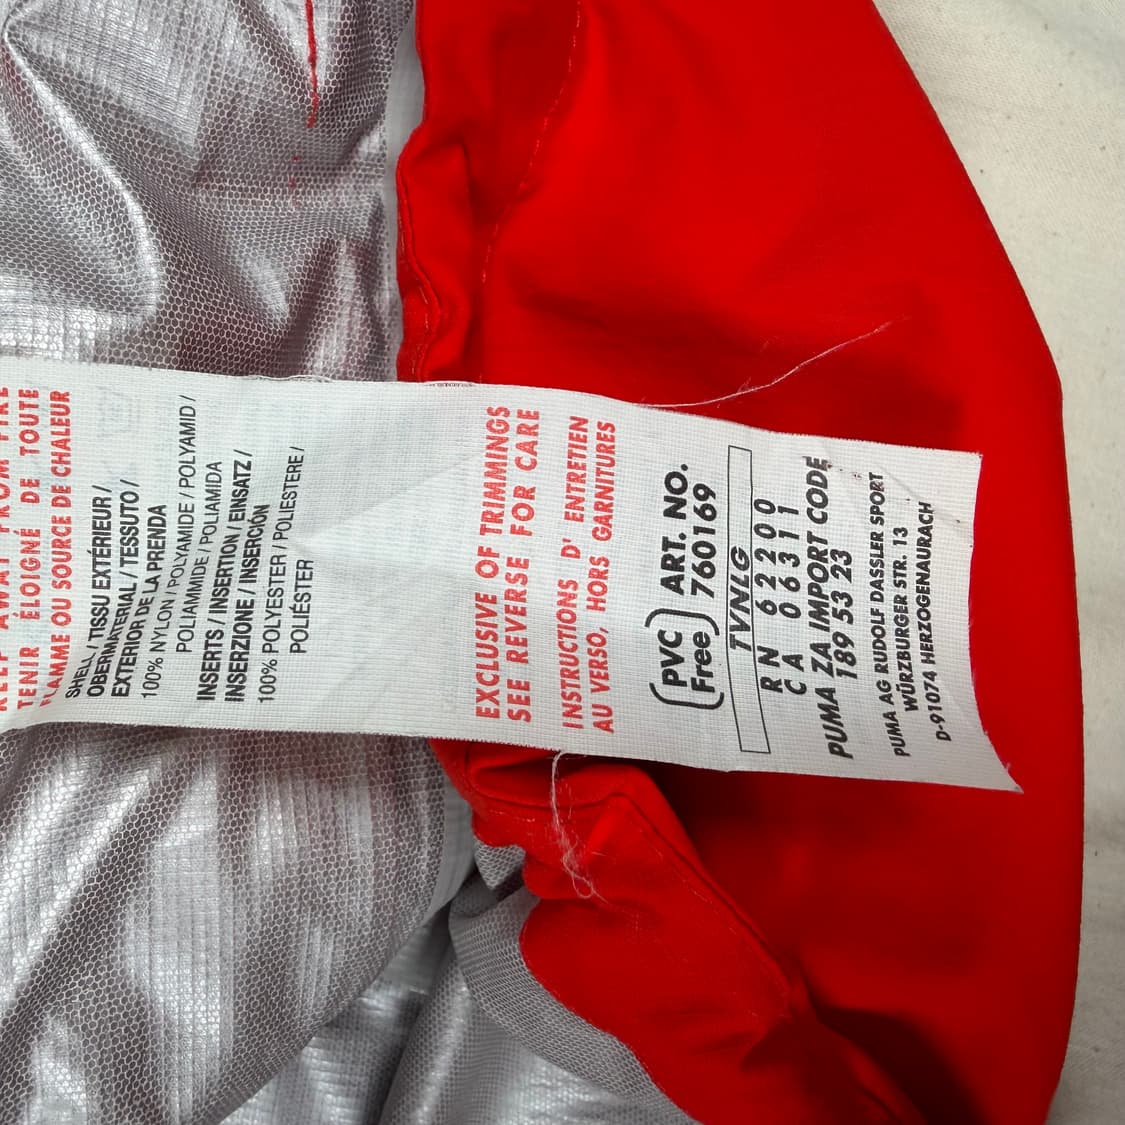 TENIR ÉLOIGNÉ DE TOUTE
FLAMME OU SOURCE DE CHALEUR
SHELL / TISSU EXTÉRIEUR /
OBERMATERIAL / TESSUTO /
EXTERIOR DE LA PRENDA
100% NYLON / POLYAMIDE / POLYAMID /
POLIAMMIDE / POLIAMIDA
INSERTS / INSERTION / EINSATZ /
INSERZIONE / INSERCIÓN
100% POLYESTER / POLIESTERE /
POLIÉSTER
EXCLUSIVE OF TRIMMINGS
SEE REVERSE FOR CARE
INSTRUCTIONS D' ENTRETIEN
AU VERSO, HORS GARNITURES
PVC Free ART. NO.
760169
TVNLG
RN 62200
CA 06311
PUMA ZA IMPORT CODE
189 53 23
PUMA AG RUDOLF DASSLER SPORT
WÜRZBURGER STR. 13
D-91074 HERZOGENAURACH